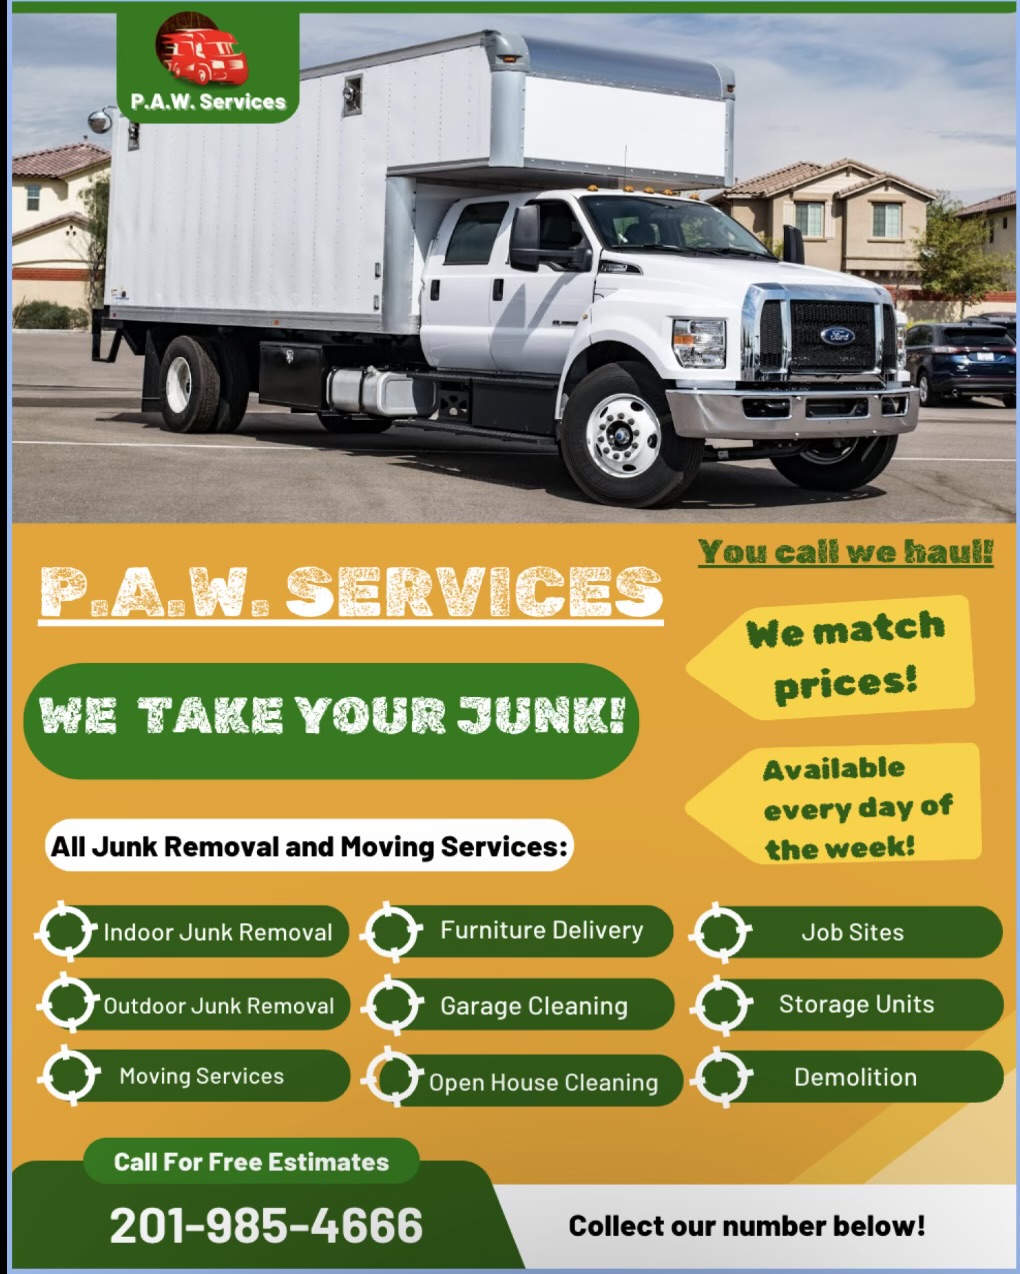 P.A.W. Services
Ford
P.A.W. SERVICES
You call we haul!
We match
prices!
WE TAKE YOUR JUNK!
Available
every day of
the week!
All Junk Removal and Moving Services:
Indoor Junk Removal
Furniture Delivery
Job Sites
Outdoor Junk Removal
Garage Cleaning
Storage Units
Moving Services
Open House Cleaning
Demolition
Call For Free Estimates
201-985-4666
Collect our number below!